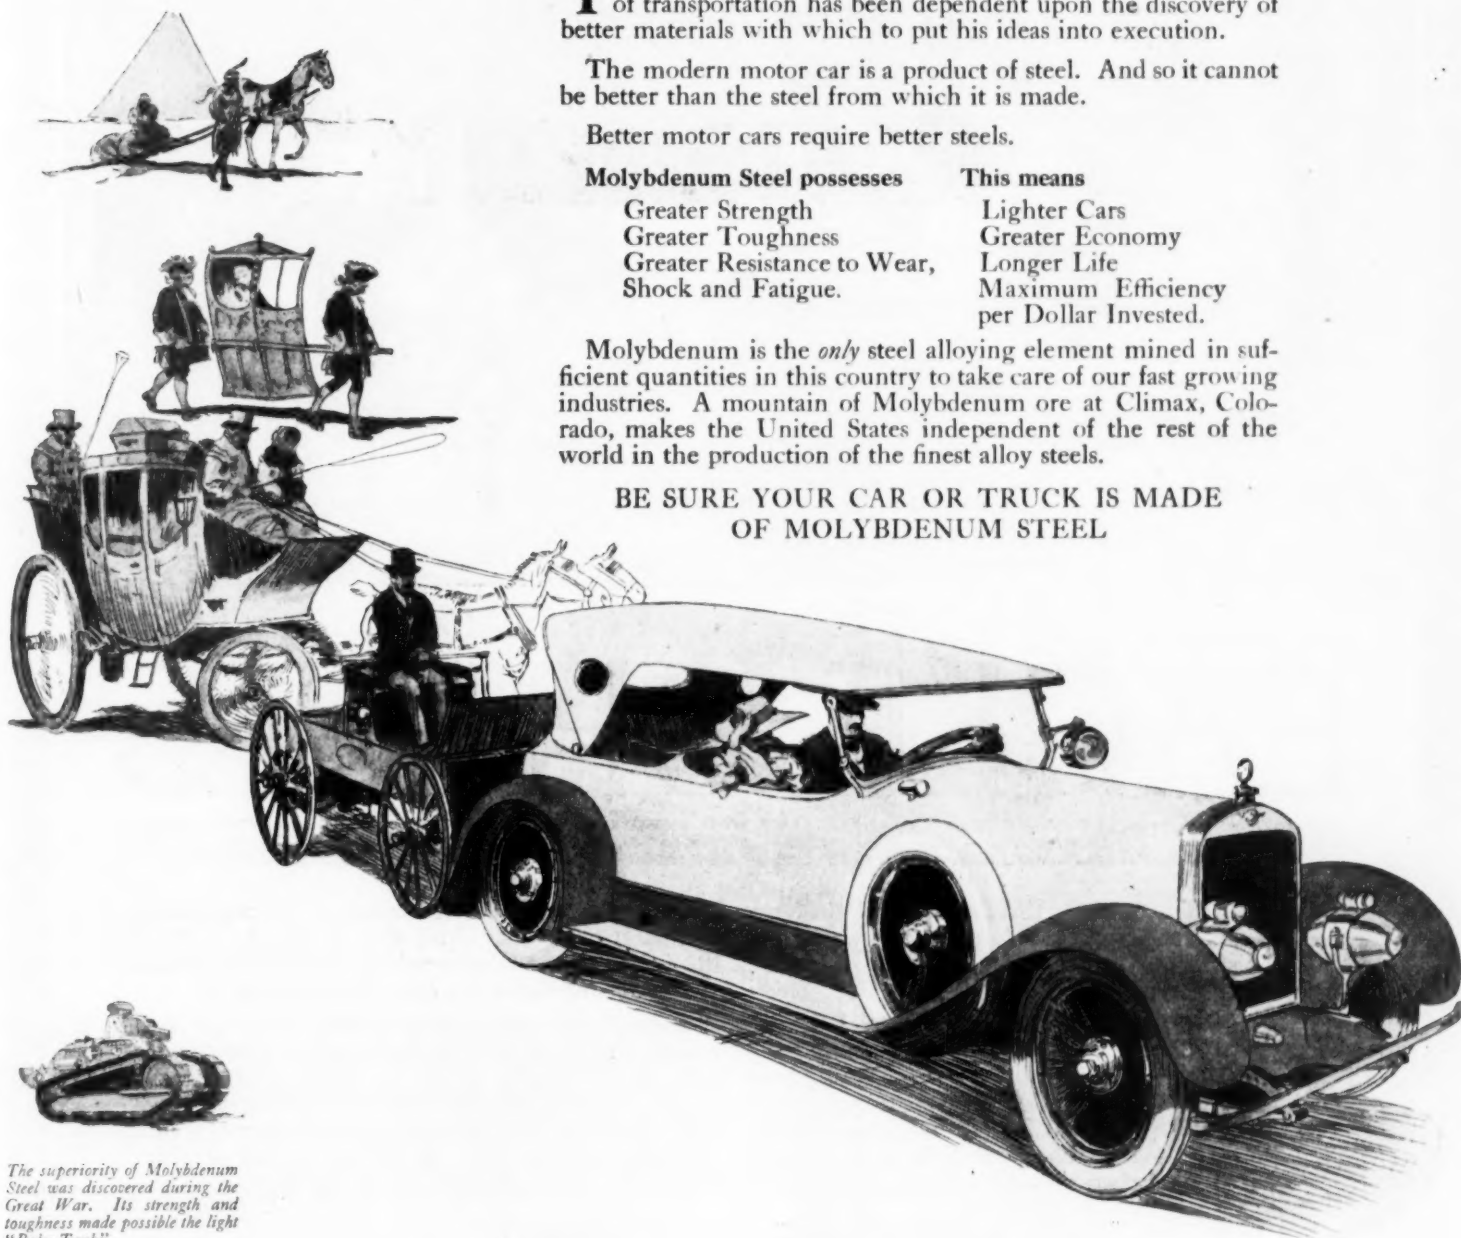 of transportation has been dependent upon the discovery of
better materials with which to put his ideas into execution.
The modern motor car is a product of steel. And so it cannot
be better than the steel from which it is made.
Better motor cars require better steels.
Molybdenum Steel possesses This means
Greater Strength Lighter Cars
Greater Toughness Greater Economy
Greater Resistance to Wear, Longer Life
Shock and Fatigue. Maximum Efficiency
per Dollar Invested.
Molybdenum is the only steel alloying element mined in suf-
ficient quantities in this country to take care of our fast growing
industries. A mountain of Molybdenum ore at Climax, Colo-
rado, makes the United States independent of the rest of the
world in the production of the finest alloy steels.
BE SURE YOUR CAR OR TRUCK IS MADE
OF MOLYBDENUM STEEL
The superiority of Molybdenum
Steel was discovered during the
Great War. Its strength and
toughness made possible the light